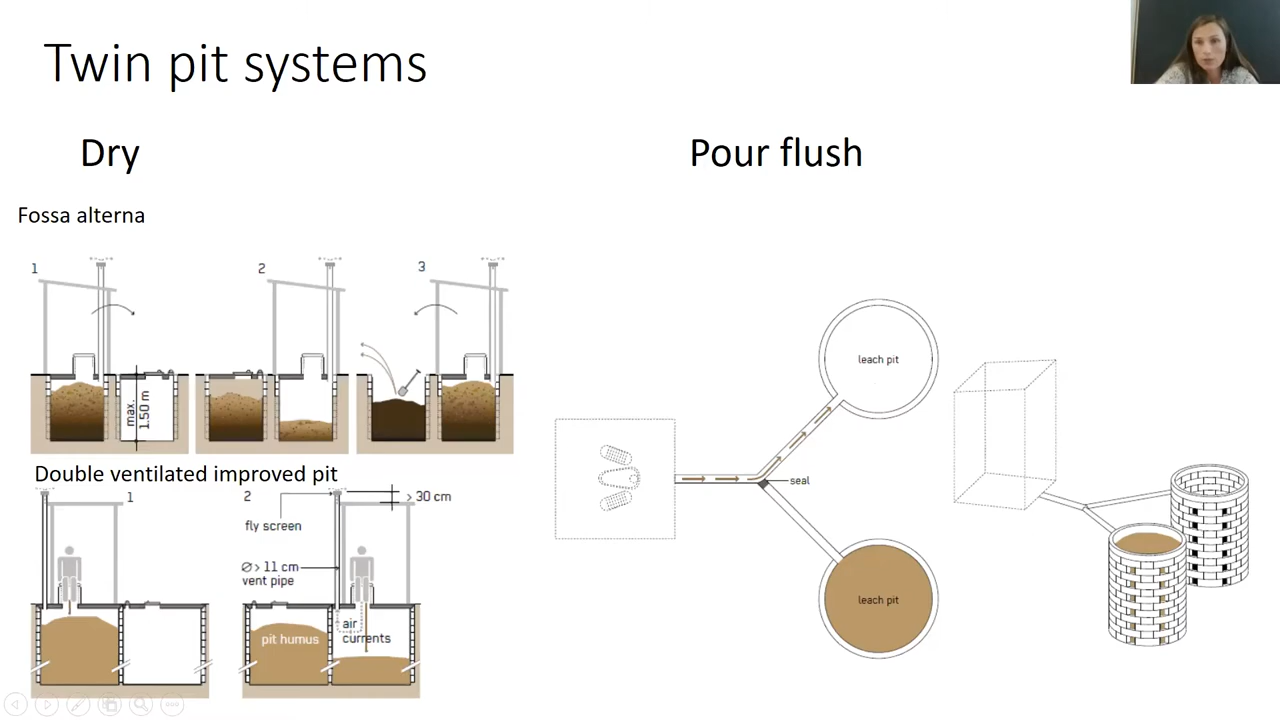 Twin pit systems
Dry
Pour flush
Fossa alterna
1
2
3
max.
1.50 m
Double ventilated improved pit
1
2
> 30 cm
fly screen
Ø > 11 cm
vent pipe
air
currents
pit humus
leach pit
seal
leach pit